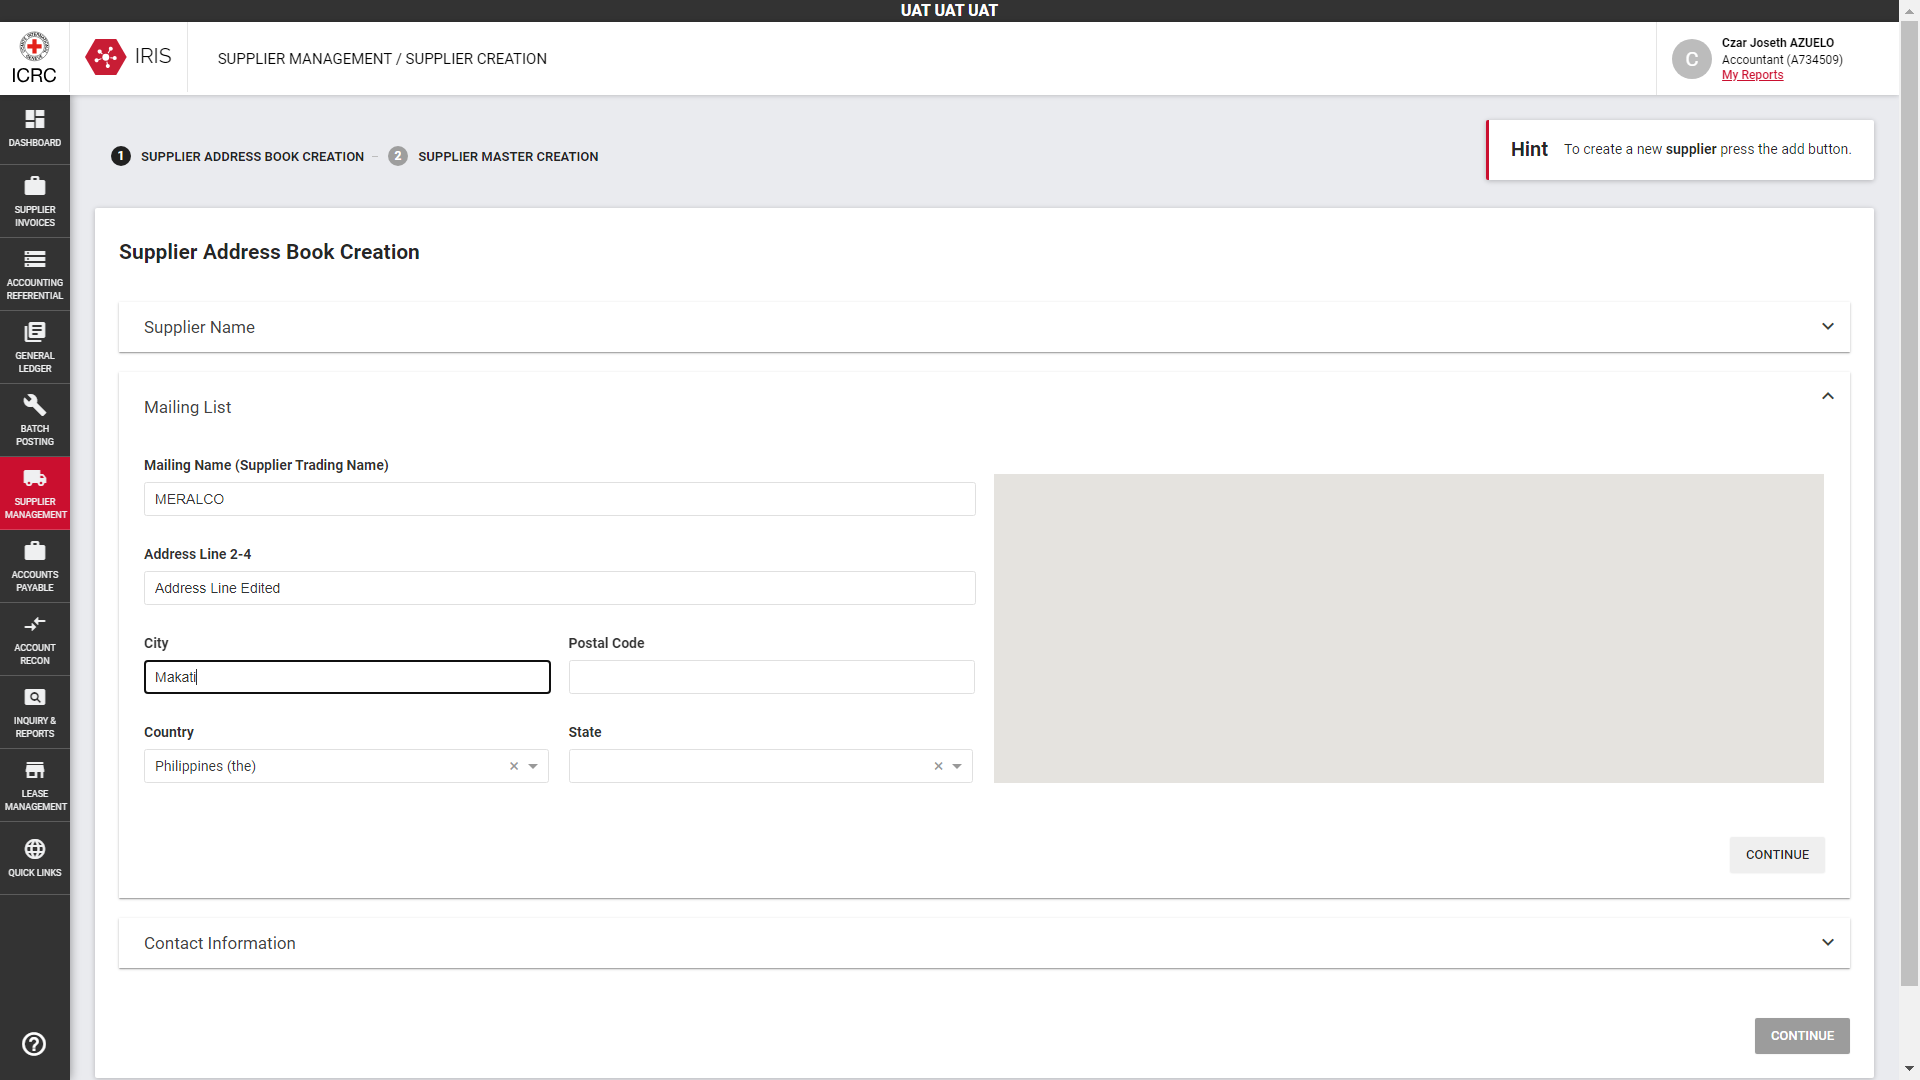 UAT UAT UAT
ICRC
IRIS
SUPPLIER MANAGEMENT / SUPPLIER CREATION
C
Czar Joseth AZUELO
Accountant (A734509)
My Reports
DASHBOARD
SUPPLIER
INVOICES
ACCOUNTING
REFERENTIAL
GENERAL
LEDGER
BATCH
POSTING
SUPPLIER
MANAGEMENT
ACCOUNTS
PAYABLE
ACCOUNT
RECON
INQUIRY &
REPORTS
LEASE
MANAGEMENT
QUICK LINKS
1 SUPPLIER ADDRESS BOOK CREATION – 2 SUPPLIER MASTER CREATION
Hint To create a new supplier press the add button.
Supplier Address Book Creation
Supplier Name
Mailing List
Mailing Name (Supplier Trading Name)
MERALCO
Address Line 2-4
Address Line Edited
City Postal Code
Makati
Country State
Philippines (the)
CONTINUE
Contact Information
CONTINUE